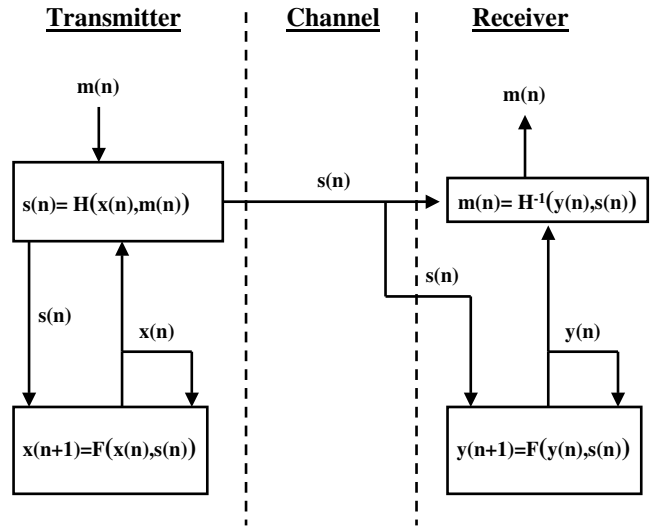 Transmitter
Channel
Receiver
m(n)
m(n)
s(n)= H(x(n),m(n))
s(n)
m(n)= H⁻¹(y(n),s(n))
s(n)
s(n)
x(n)
y(n)
x(n+1)=F(x(n),s(n))
y(n+1)=F(y(n),s(n))